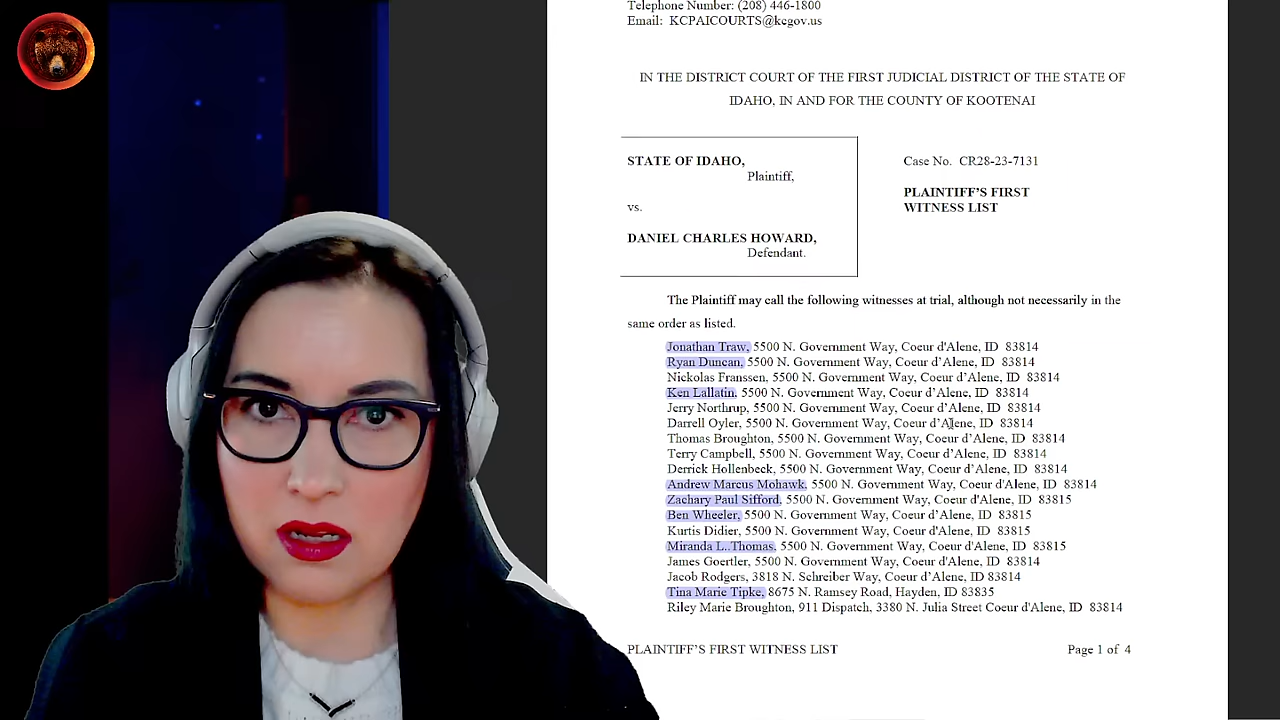 Telephone Number: (208) 446-1800
Email: KCPAICOURTS@kcgov.us
IN THE DISTRICT COURT OF THE FIRST JUDICIAL DISTRICT OF THE STATE OF
IDAHO, IN AND FOR THE COUNTY OF KOOTENAI
STATE OF IDAHO,
Plaintiff,
vs.
DANIEL CHARLES HOWARD,
Defendant.
Case No. CR28-23-7131
PLAINTIFF'S FIRST
WITNESS LIST
The Plaintiff may call the following witnesses at trial, although not necessarily in the
same order as listed.
Jonathan Traw, 5500 N. Government Way, Coeur d'Alene, ID 83814
Ryan Duncan, 5500 N. Government Way, Coeur d’Alene, ID 83814
Nickolas Franssen, 5500 N. Government Way, Coeur d’Alene, ID 83814
Ken Lallatin, 5500 N. Government Way, Coeur d’Alene, ID 83814
Jerry Northrup, 5500 N. Government Way, Coeur d’Alene, ID 83814
Darrell Oyler, 5500 N. Government Way, Coeur d’Alene, ID 83814
Thomas Broughton, 5500 N. Government Way, Coeur d’Alene, ID 83814
Terry Campbell, 5500 N. Government Way, Coeur d’Alene, ID 83814
Derrick Hollenbeck, 5500 N. Government Way, Coeur d’Alene, ID 83814
Andrew Marcus Mohawk, 5500 N. Government Way, Coeur d'Alene, ID 83814
Zachary Paul Sifford, 5500 N. Government Way, Coeur d'Alene, ID 83815
Ben Wheeler, 5500 N. Government Way, Coeur d'Alene, ID 83815
Kurtis Didier, 5500 N. Government Way, Coeur d'Alene, ID 83815
Miranda L..Thomas, 5500 N. Government Way, Coeur d'Alene, ID 83815
James Goertler, 5500 N. Government Way, Coeur d'Alene, ID 83814
Jacob Rodgers, 3818 N. Schreiber Way, Coeur d’Alene, ID 83814
Tina Marie Tipke, 8675 N. Ramsey Road, Hayden, ID 83835
Riley Marie Broughton, 911 Dispatch, 3380 N. Julia Street Coeur d'Alene, ID 83814
PLAINTIFF'S FIRST WITNESS LIST
Page 1 of 4